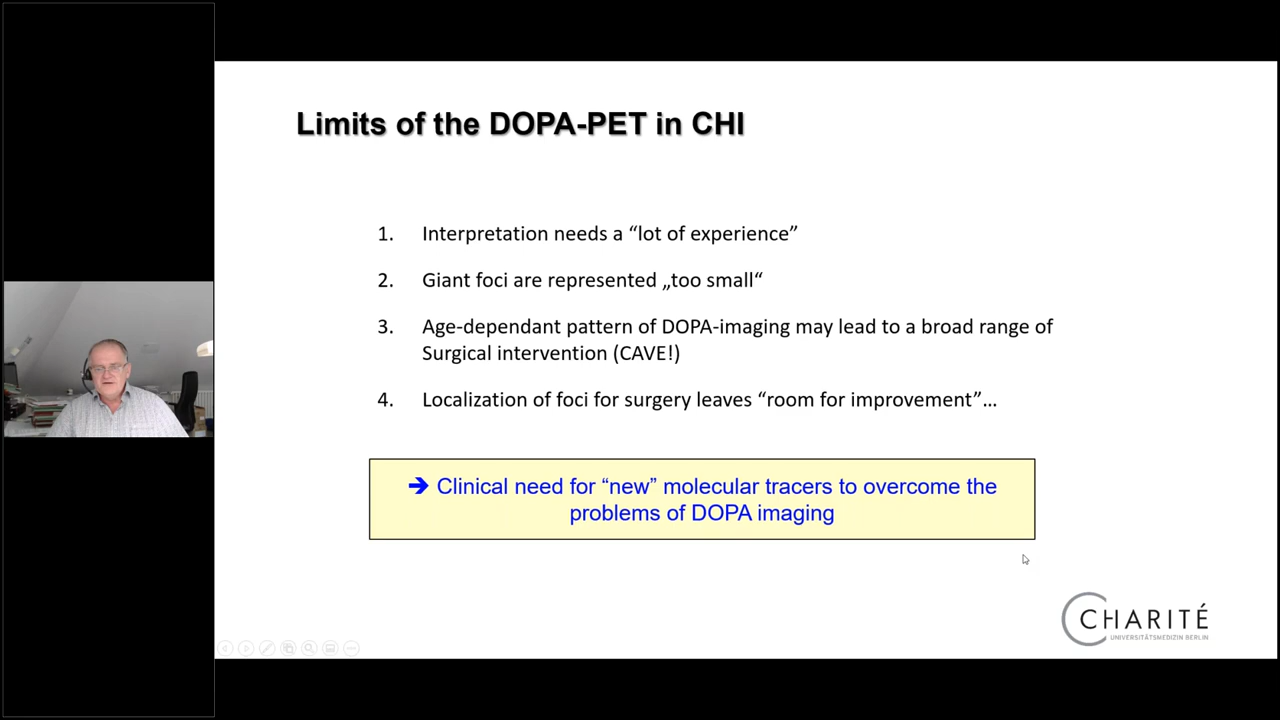 Limits of the DOPA-PET in CHI
1. Interpretation needs a “lot of experience”
2. Giant foci are represented „too small“
3. Age-dependant pattern of DOPA-imaging may lead to a broad range of
Surgical intervention (CAVE!)
4. Localization of foci for surgery leaves “room for improvement”…
➔ Clinical need for “new” molecular tracers to overcome the
problems of DOPA imaging
CHARITÉ
UNIVERSITÄTSMEDIZIN BERLIN